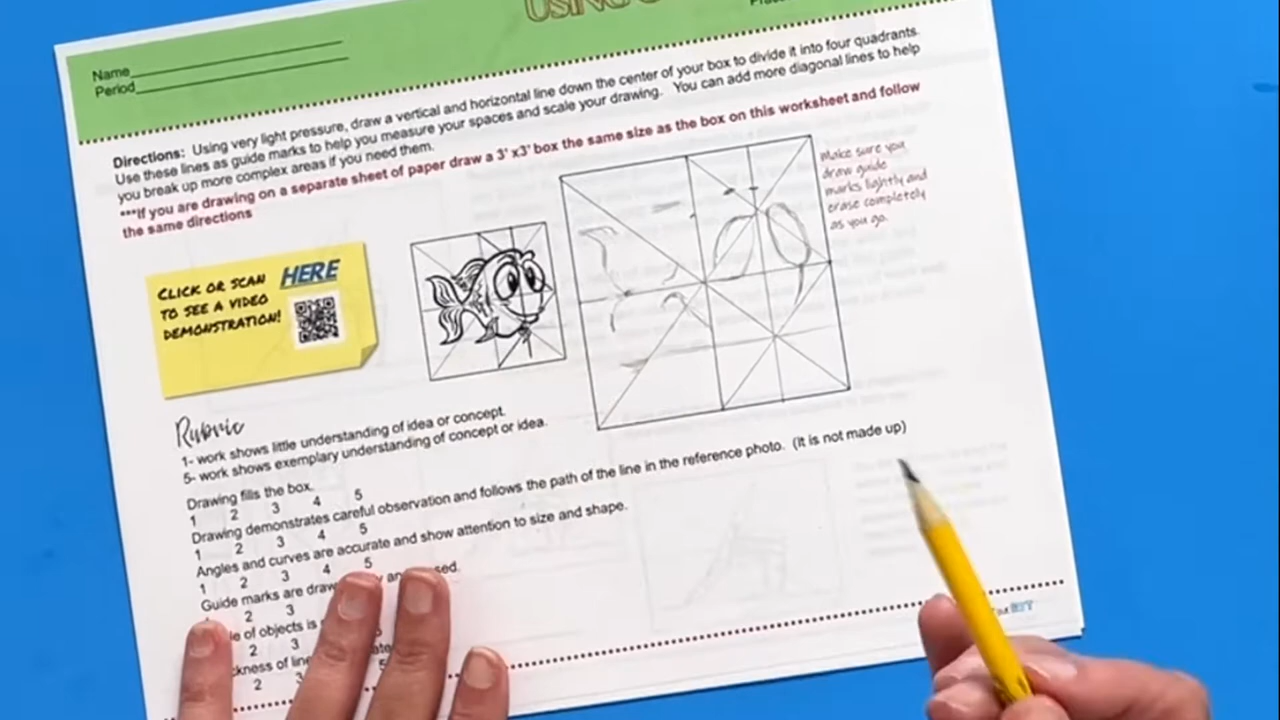 USING
Name
Period
Directions: Using very light pressure, draw a vertical and horizontal line down the center of your box to divide it into four quadrants.
Use these lines as guide marks to help you measure your spaces and scale your drawing. You can add more diagonal lines to help
you break up more complex areas if you need them.
***If you are drawing on a separate sheet of paper draw a 3' x3' box the same size as the box on this worksheet and follow
the same directions
Make sure you
draw guide
marks lightly and
erase completely
as you go.
CLICK OR SCAN HERE
TO SEE A VIDEO
DEMONSTRATION!
Rubric
1- work shows little understanding of idea or concept.
5- work shows exemplary understanding of concept or idea.
Drawing fills the box.
1 2 3 4 5
Drawing demonstrates careful observation and follows the path of the line in the reference photo. (It is not made up)
1 2 3 4 5
Angles and curves are accurate and show attention to size and shape.
1 2 3 4 5
Guide marks are
2 3
of objects is
2 3
of
2